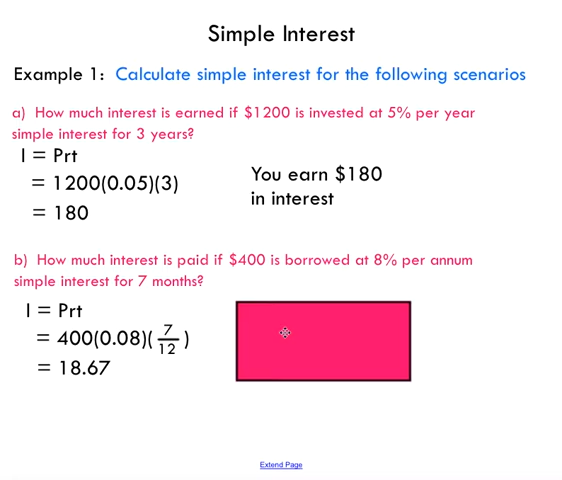 Simple Interest
Example 1: Calculate simple interest for the following scenarios
a) How much interest is earned if $1200 is invested at 5% per year
simple interest for 3 years?
I = Prt
= 1200(0.05)(3)
You earn $180
in interest
= 180
b) How much interest is paid if $400 is borrowed at 8% per annum
simple interest for 7 months?
I = Prt
= 400(0.08)(7/12)
= 18.67
Extend Page